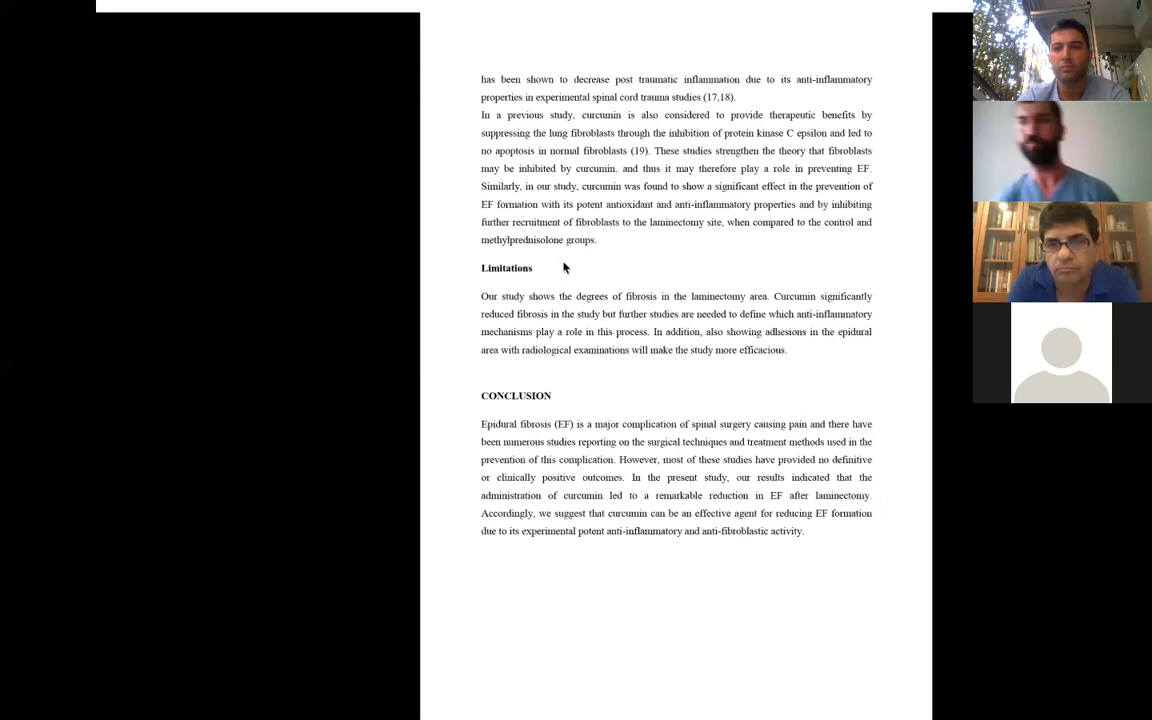 has been shown to decrease post traumatic inflammation due to its anti-inflammatory
properties in experimental spinal cord trauma studies (17,18).
In a previous study, curcumin is also considered to provide therapeutic benefits by
suppressing the lung fibroblasts through the inhibition of protein kinase C epsilon and led to
no apoptosis in normal fibroblasts (19). These studies strengthen the theory that fibroblasts
may be inhibited by curcumin, and thus it may therefore play a role in preventing EF.
Similarly, in our study, curcumin was found to show a significant effect in the prevention of
EF formation with its potent antioxidant and anti-inflammatory properties and by inhibiting
further recruitment of fibroblasts to the laminectomy site, when compared to the control and
methylprednisolone groups.
Limitations
Our study shows the degrees of fibrosis in the laminectomy area. Curcumin significantly
reduced fibrosis in the study but further studies are needed to define which anti-inflammatory
mechanisms play a role in this process. In addition, also showing adhesions in the epidural
area with radiological examinations will make the study more efficacious.
CONCLUSION
Epidural fibrosis (EF) is a major complication of spinal surgery causing pain and there have
been numerous studies reporting on the surgical techniques and treatment methods used in the
prevention of this complication. However, most of these studies have provided no definitive
or clinically positive outcomes. In the present study, our results indicated that the
administration of curcumin led to a remarkable reduction in EF after laminectomy.
Accordingly, we suggest that curcumin can be an effective agent for reducing EF formation
due to its experimental potent anti-inflammatory and anti-fibroblastic activity.